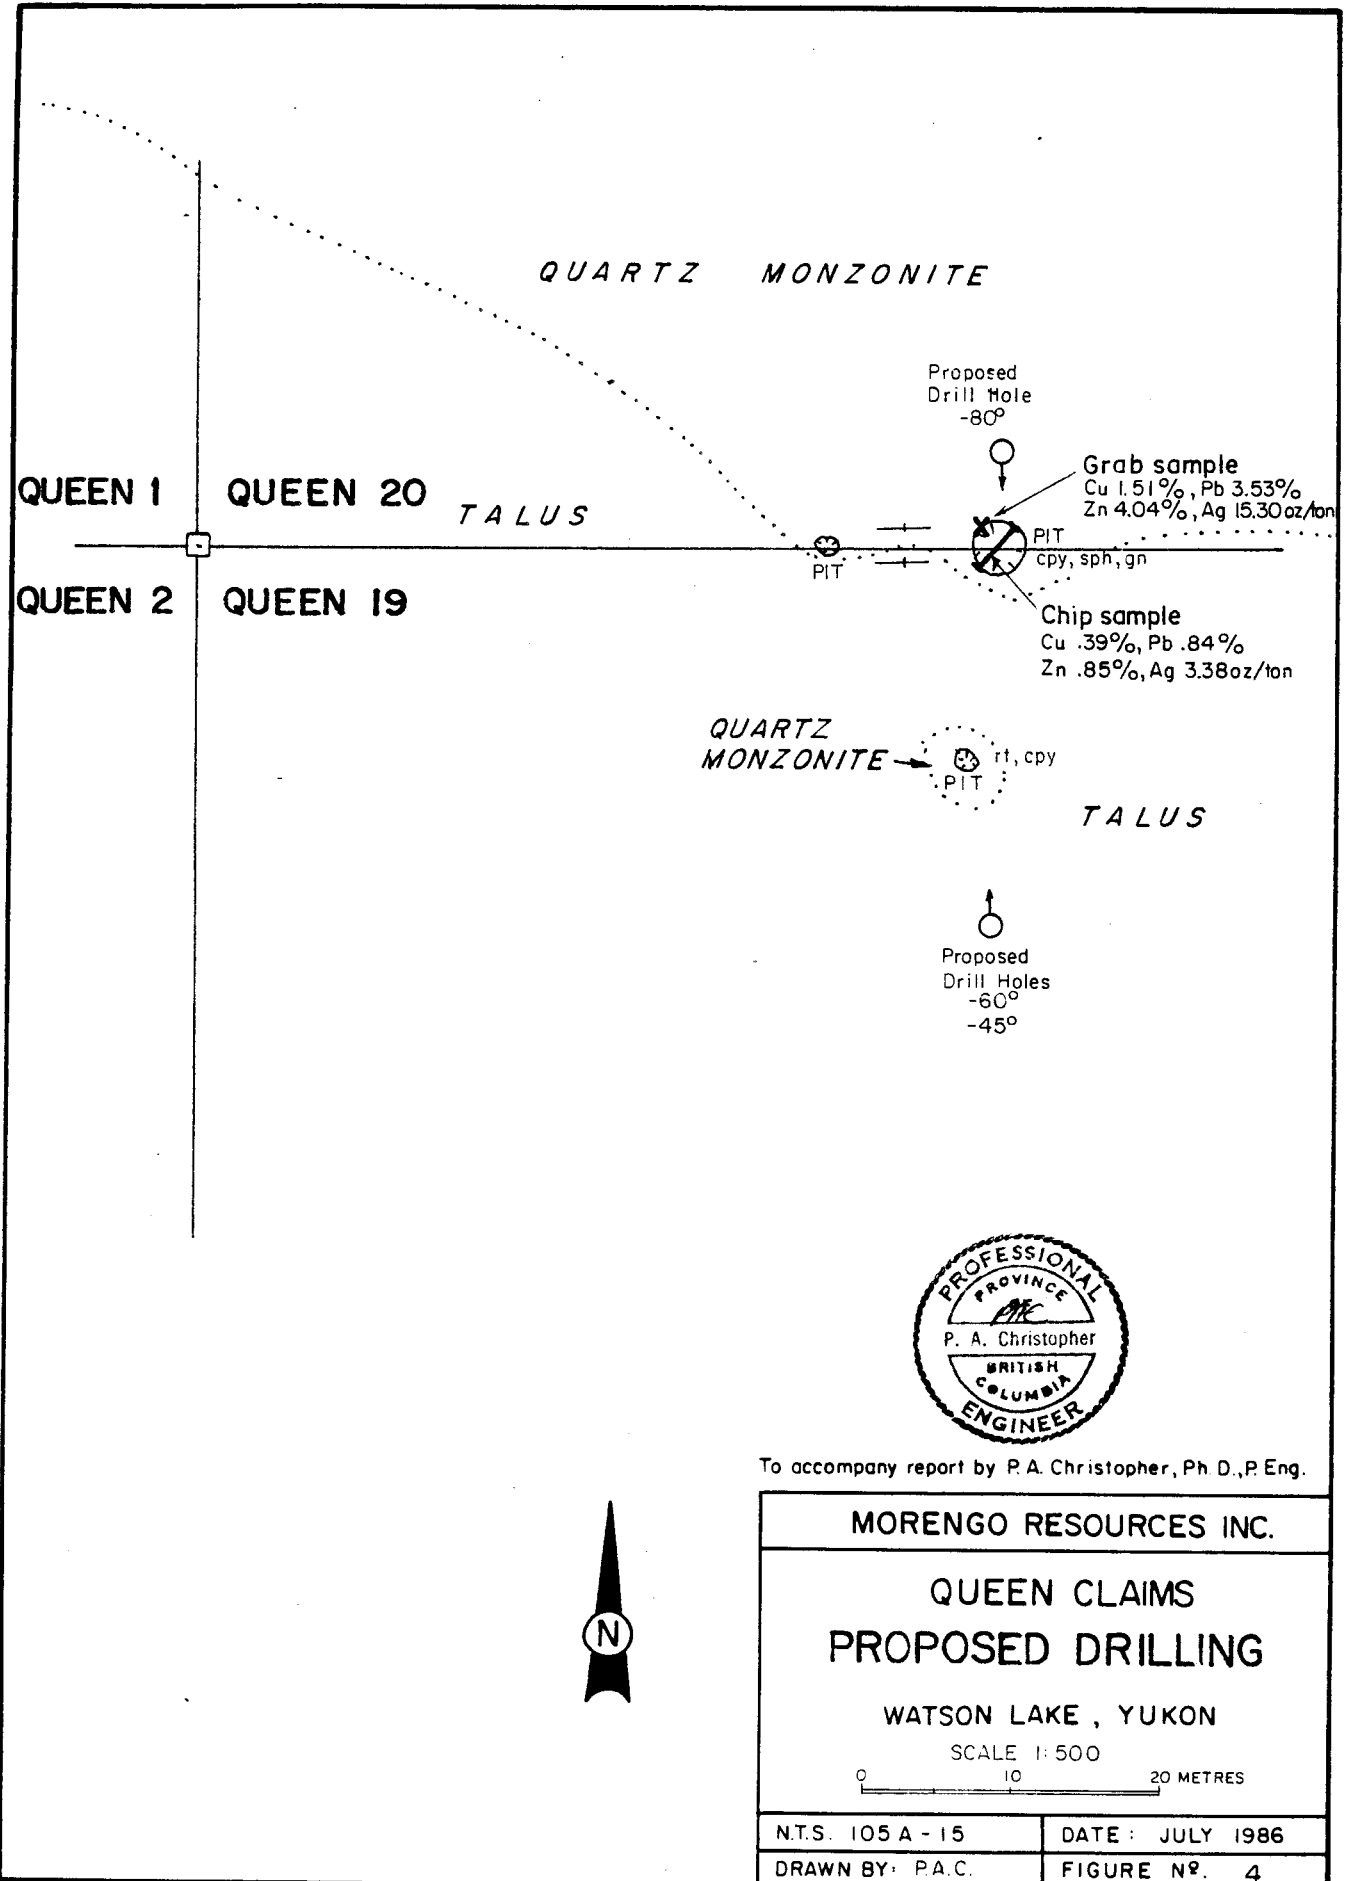 QUARTZ MONZONITE
Proposed
Drill Hole
-80°
Grab sample
Cu 1.51%, Pb 3.53%
Zn 4.04%, Ag 15.30 oz/ton
QUEEN 1
QUEEN 20
TALUS
PIT
PIT
cpy, sph, gn
QUEEN 2
QUEEN 19
Chip sample
Cu .39%, Pb .84%
Zn .85%, Ag 3.38 oz/ton
QUARTZ
MONZONITE
rt, cpy
PIT
TALUS
Proposed
Drill Holes
-60°
-45°
PROFESSIONAL
PROVINCE
P. A. Christopher
BRITISH
COLUMBIA
ENGINEER
To accompany report by P. A. Christopher, Ph. D., P. Eng.
MORENGO RESOURCES INC.
QUEEN CLAIMS
PROPOSED DRILLING
WATSON LAKE, YUKON
SCALE 1:500
0 10 20 METRES
N
N.T.S. 105 A - 15
DATE: JULY 1986
DRAWN BY: P.A.C.
FIGURE Nº. 4